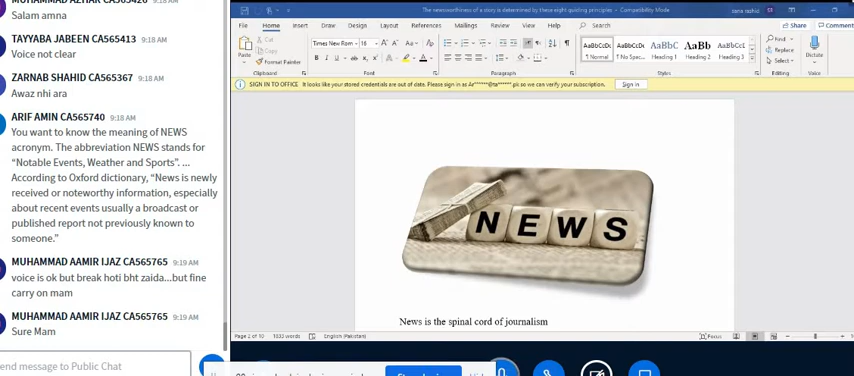 MUHAMMAD AZHAR CA565426 9:18 AM
Salam amna
TAYYABA JABEEN CA565413 9:18 AM
Voice not clear
ZARNAB SHAHID CA565367 9:18 AM
Awaz nhi ara
ARIF AMIN CA565740 9:18 AM
You want to know the meaning of NEWS
acronym. The abbreviation NEWS stands for
“Notable Events, Weather and Sports”. ...
According to Oxford dictionary, “News is newly
received or noteworthy information, especially
about recent events usually a broadcast or
published report not previously known to
someone.”
MUHAMMAD AAMIR IJAZ CA565765 9:19 AM
voice is ok but break hoti bht zaida...but fine
carry on mam
MUHAMMAD AAMIR IJAZ CA565765 9:19 AM
Sure Mam
end message to Public Chat
The newsworthiness of a story is determined by these eight guiding principles - Compatibility Mode
File Home Insert Draw Design Layout References Mailings Review View Help Search Share Comments
Cut
Copy
Format Painter
Clipboard
Times New Rom 16
Font
Paragraph
AaBbCcDc AaBbCcDc AaBbC AaBb AaBbCcI
Normal No Spac... Heading 1 Heading 2 Heading 3
Styles
Find
Replace
Select
Editing
Dictate
Voice
SIGN IN TO OFFICE It looks like your stored credentials are out of date. Please sign in as so we can verify your subscription. Sign in
NEWS
News is the spinal cord of journalism
Page 2 of 10 1833 words English (Pakistan) Focus